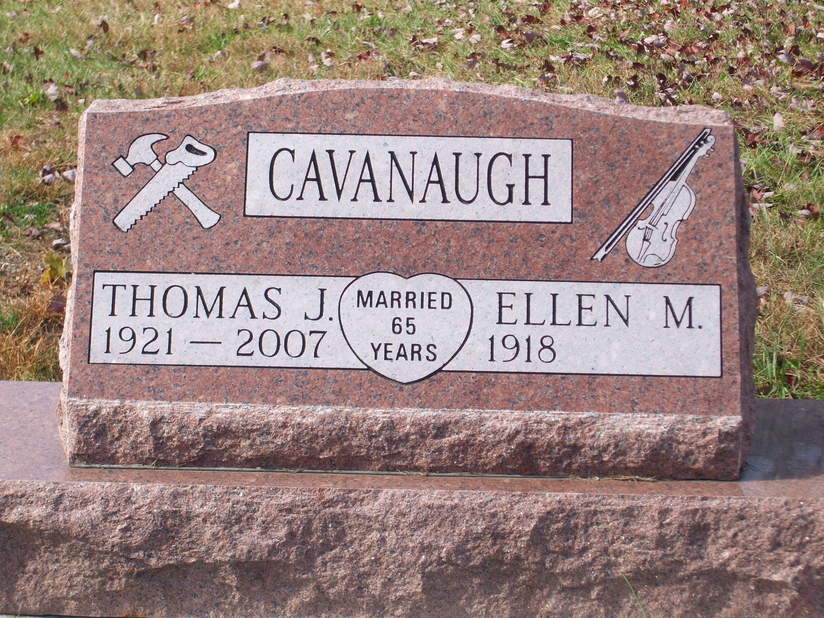 CAVANAUGH
THOMAS J.
1921 — 2007
MARRIED
65
YEARS
ELLEN M.
1918